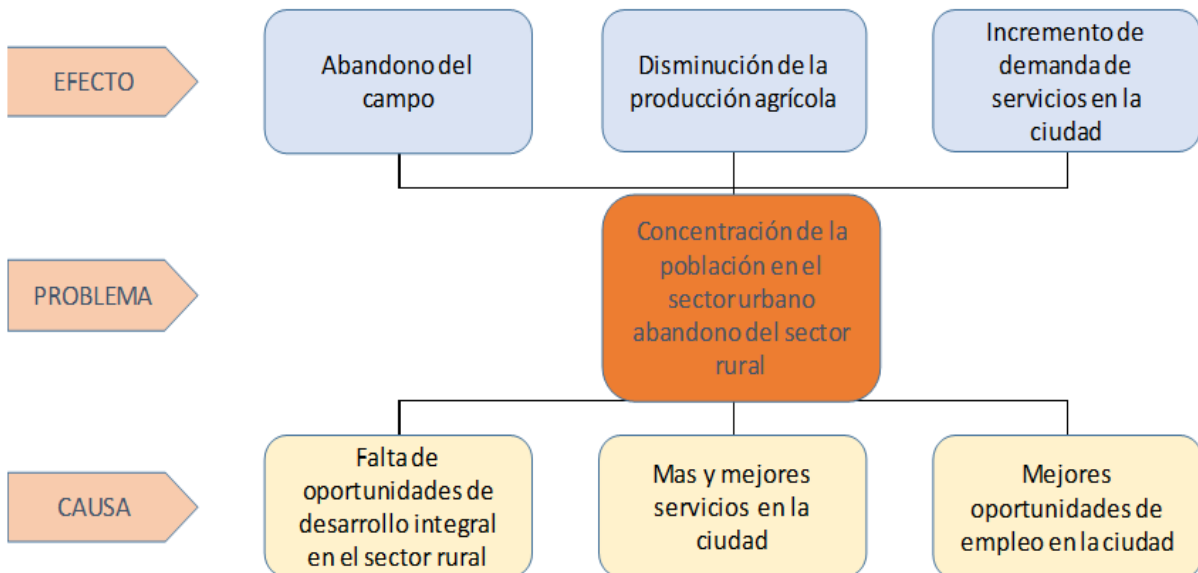 EFECTO
Abandono del
campo
Disminución de la
producción agrícola
Incremento de
demanda de
servicios en la
ciudad
PROBLEMA
Concentración de la
población en el
sector urbano
abandono del sector
rural
CAUSA
Falta de
oportunidades de
desarrollo integral
en el sector rural
Mas y mejores
servicios en la
ciudad
Mejores
oportunidades de
empleo en la ciudad